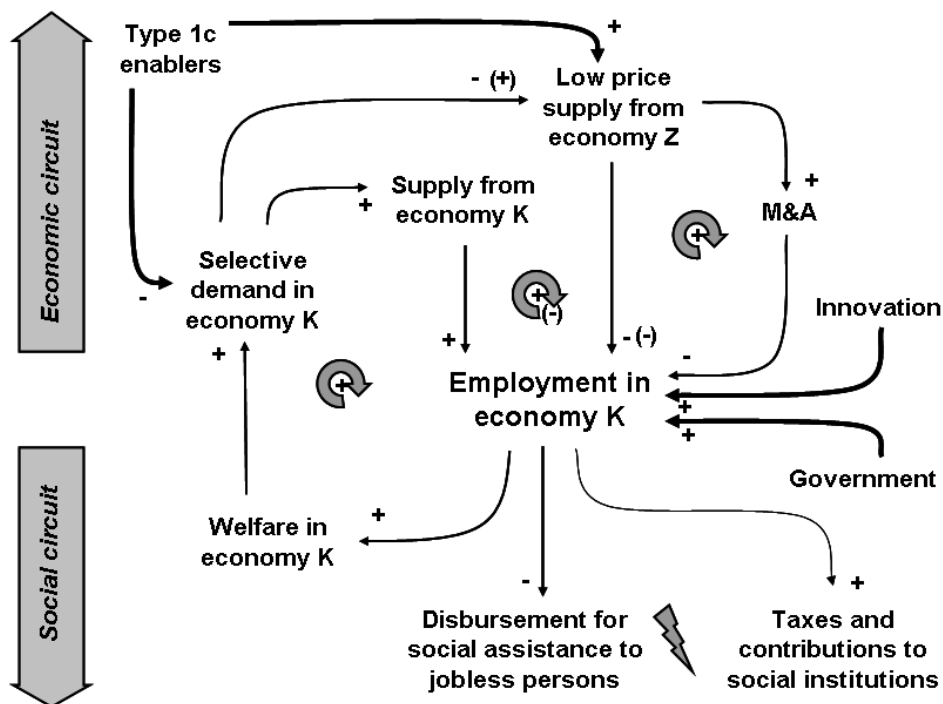 Type 1c
enablers
+
- (+)
Low price
supply from
economy Z
Economic circuit
Supply from
economy K
+
+
M&A
+
Selective
demand in
economy K
-
+
(-)
Innovation
+
+
- (-)
-
+
Employment in
economy K
+
+
Government
Social circuit
Welfare in
economy K
+
-
+
Disbursement for
social assistance to
jobless persons
Taxes and
contributions to
social institutions